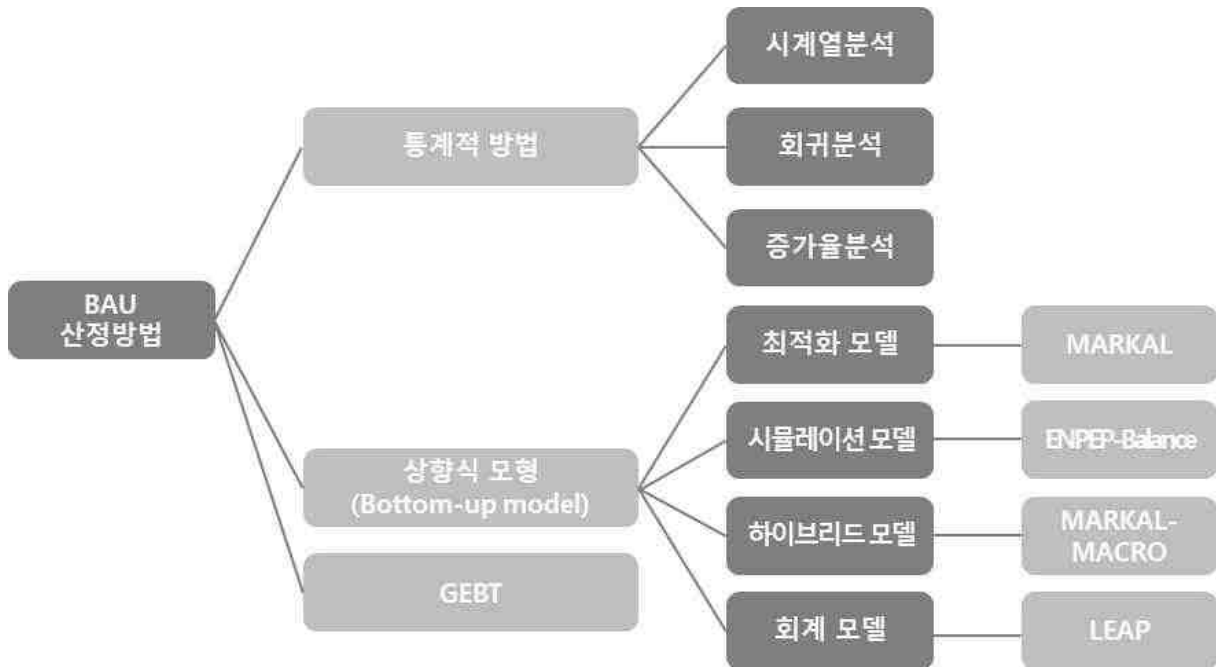 BAU
산정방법
통계적 방법
시계열분석
회귀분석
증가율분석
상향식 모형
(Bottom-up model)
최적화 모델
MARKAL
시뮬레이션 모델
ENPEP-Balance
하이브리드 모델
MARKAL-
MACRO
회계 모델
LEAP
GEBT